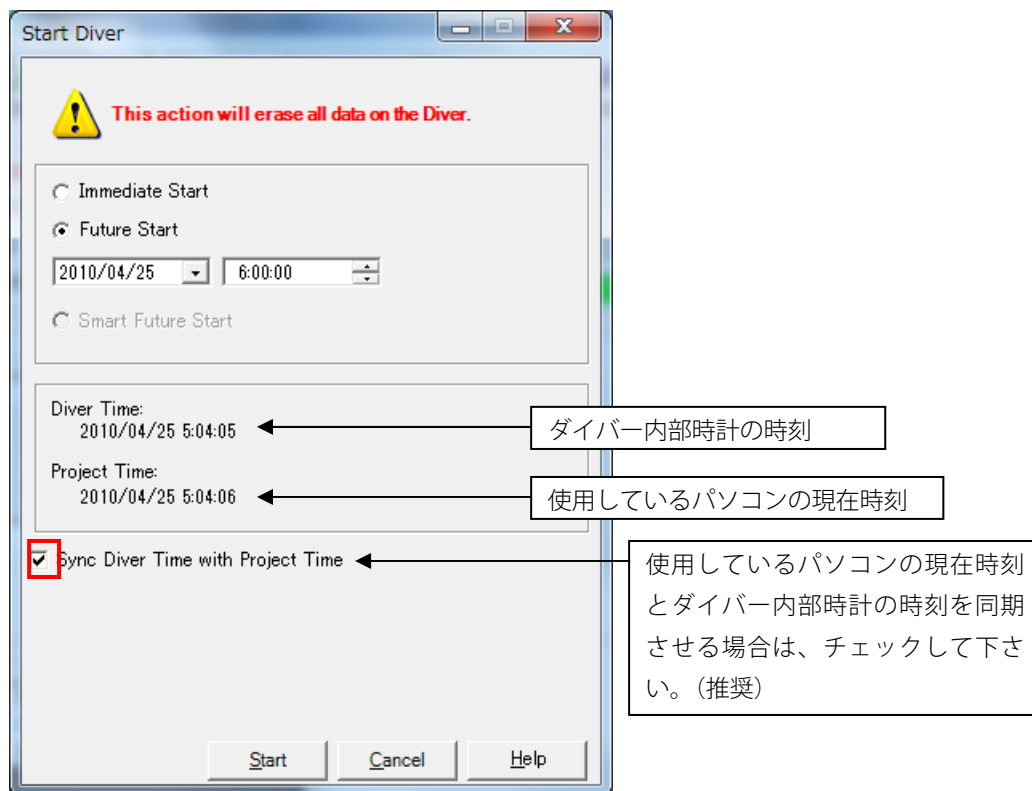 Start Diver
This action will erase all data on the Diver.
Immediate Start
Future Start
2010/04/25 6:00:00
Smart Future Start
Diver Time:
2010/04/25 5:04:05
ダイバー内部時計の時刻
Project Time:
2010/04/25 5:04:06
使用しているパソコンの現在時刻
Sync Diver Time with Project Time
使用しているパソコンの現在時刻
とダイバー内部時計の時刻を同期
させる場合は、チェックして下さ
い。(推奨)
Start Cancel Help